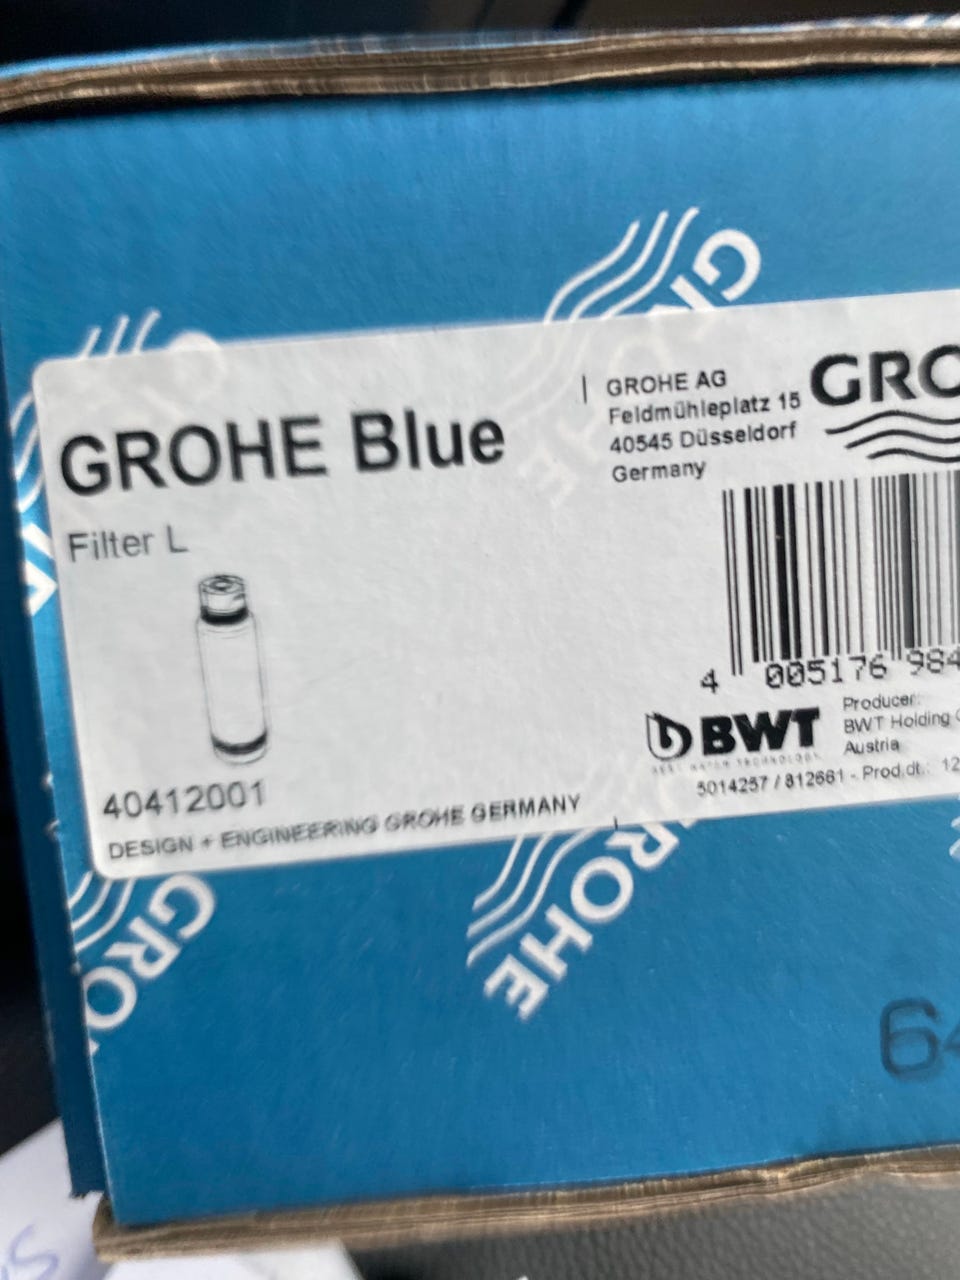 GROHE Blue
Filter L
40412001
DESIGN + ENGINEERING GROHE GERMANY
GROHE AG
Feldmühleplatz 15
40545 Düsseldorf
Germany
GRO
4 005176 984
BWT
Producer:
BWT Holding
Austria
5014257 / 812661 - Prod.dt.: 12
GROHE
GRO
64